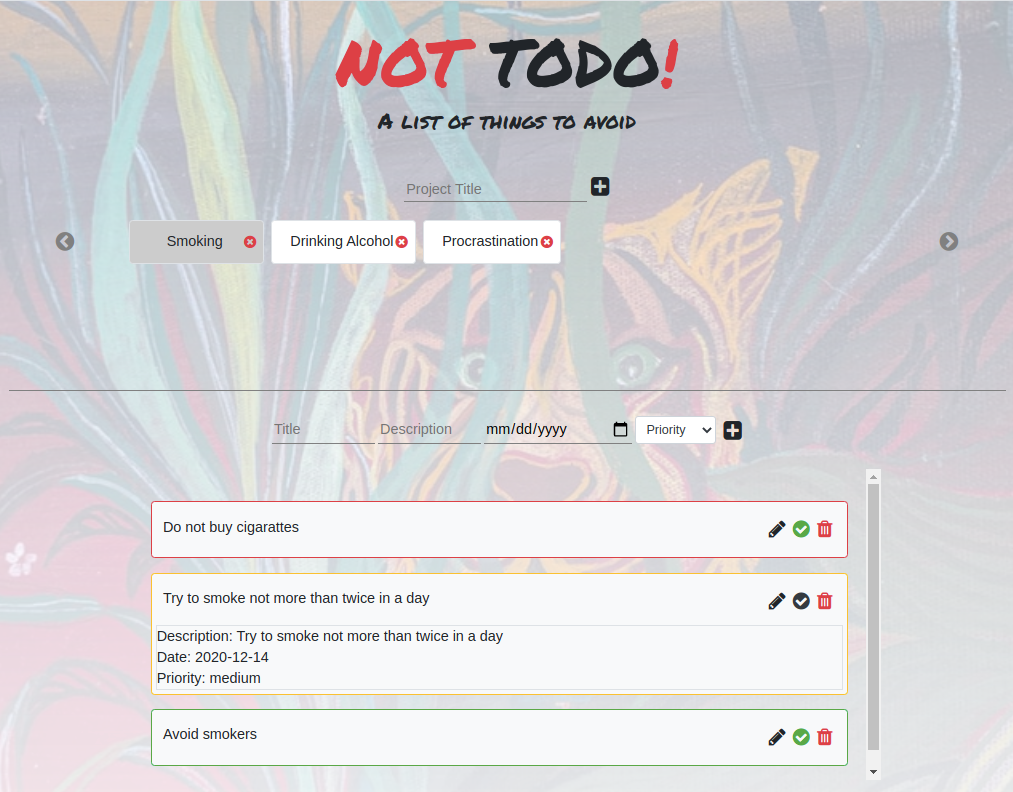 NOT TODO!
A LIST OF THINGS TO AVOID
Project Title
Smoking Drinking Alcohol Procrastination
Title Description mm/dd/yyyy Priority
Do not buy cigarattes
Try to smoke not more than twice in a day
Description: Try to smoke not more than twice in a day
Date: 2020-12-14
Priority: medium
Avoid smokers